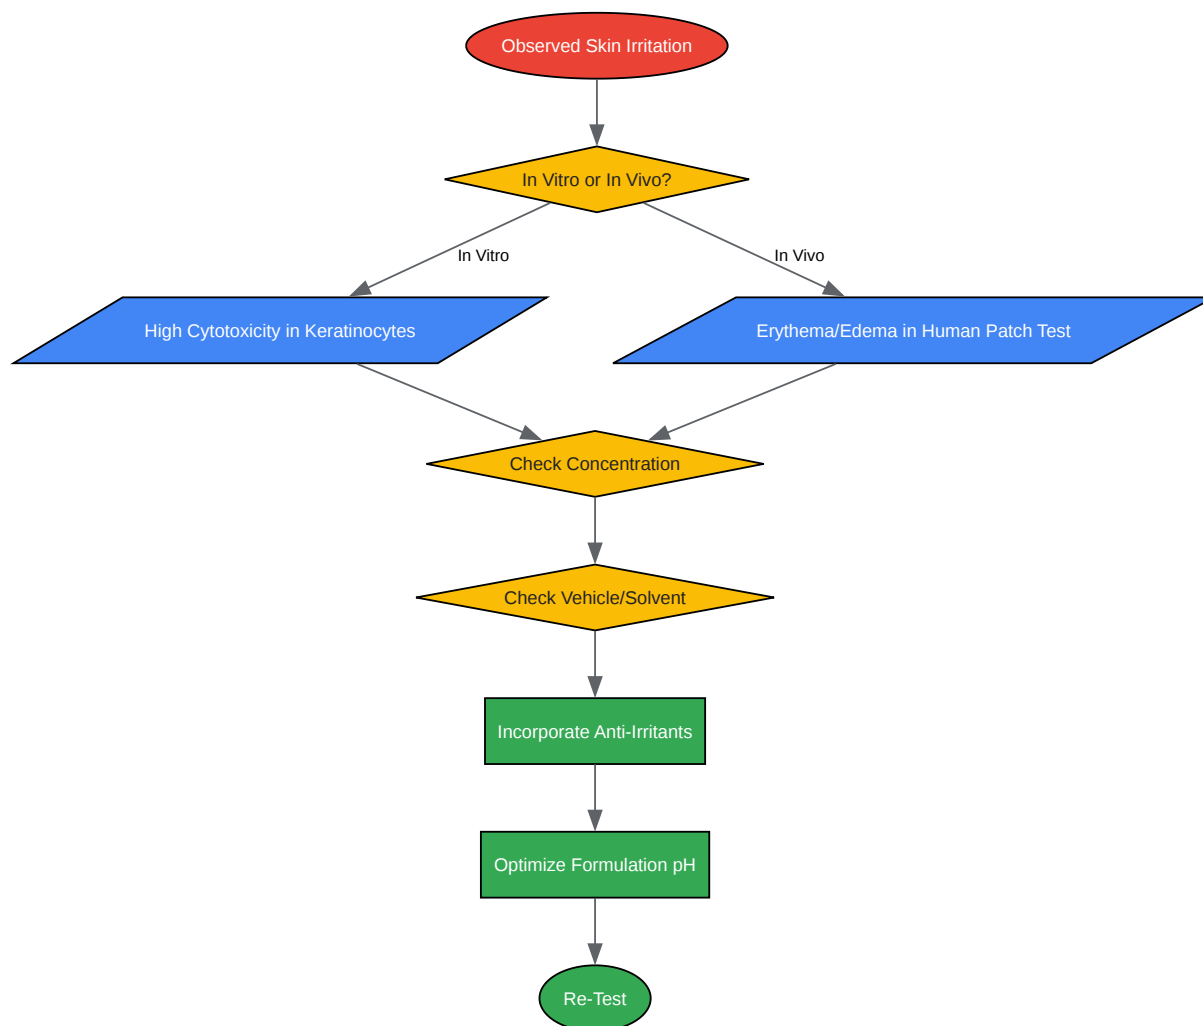 Observed Skin Irritation
In Vitro or In Vivo?
In Vitro
In Vivo
High Cytotoxicity in Keratinocytes
Erythema/Edema in Human Patch Test
Check Concentration
Check Vehicle/Solvent
Incorporate Anti-Irritants
Optimize Formulation pH
Re-Test